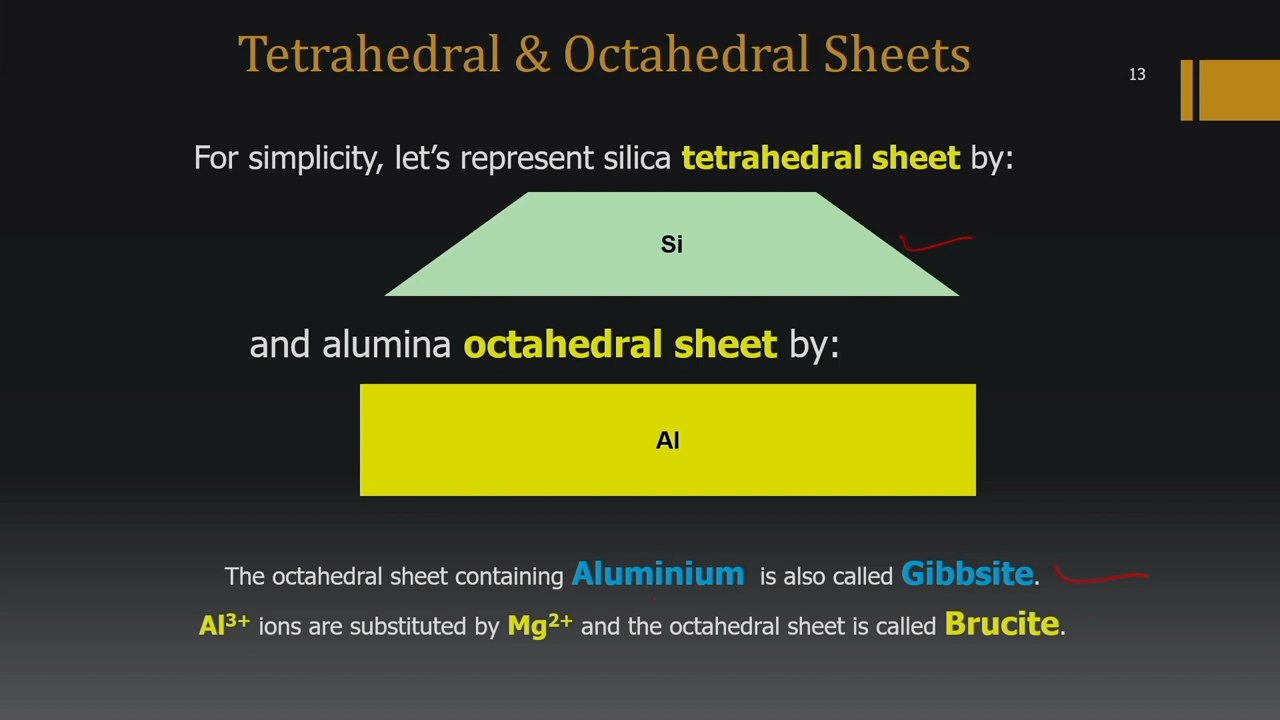 Tetrahedral & Octahedral Sheets
13
For simplicity, let’s represent silica tetrahedral sheet by:
Si
and alumina octahedral sheet by:
Al
The octahedral sheet containing Aluminium is also called Gibbsite.
Al³⁺ ions are substituted by Mg²⁺ and the octahedral sheet is called Brucite.